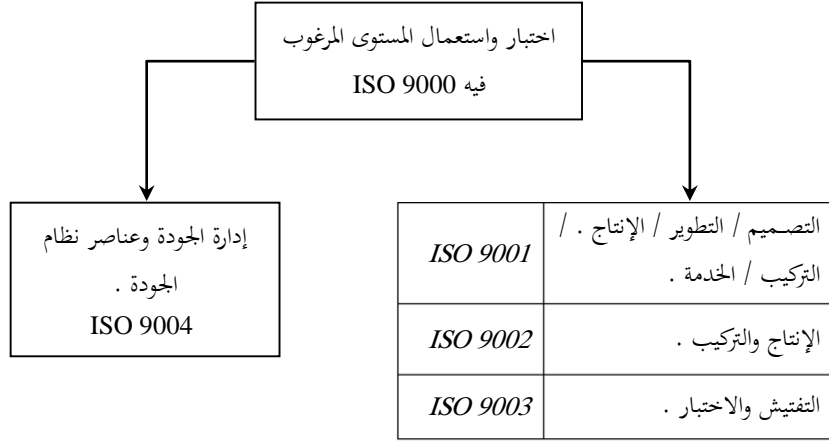 اختبار واستعمال المستوى المرغوب
فيه ISO 9000
التصميم / التطوير / الإنتاج . /
التركيب / الخدمة .
ISO 9001
الإنتاج والتركيب .
ISO 9002
التفتيش والاختبار .
ISO 9003
إدارة الجودة وعناصر نظام
الجودة .
ISO 9004